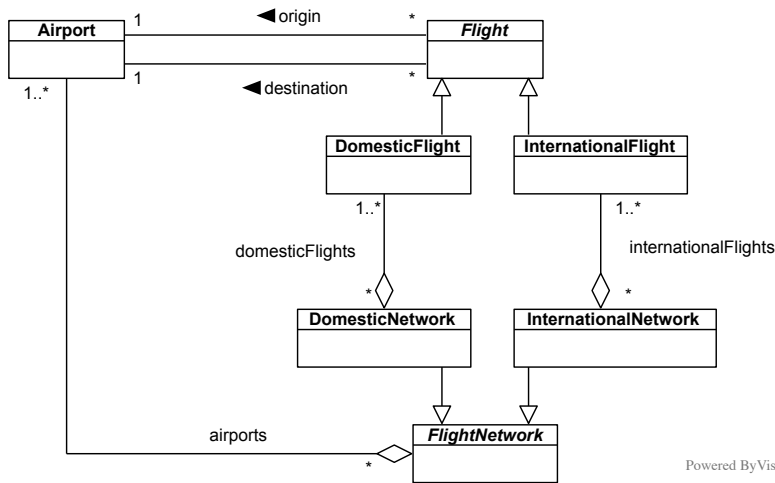 Airport
1
◄ origin
*
Flight
1
◄ destination
*
1..*
DomesticFlight
InternationalFlight
1..*
1..*
domesticFlights
internationalFlights
*
*
DomesticNetwork
InternationalNetwork
airports
*
FlightNetwork
Powered ByVis